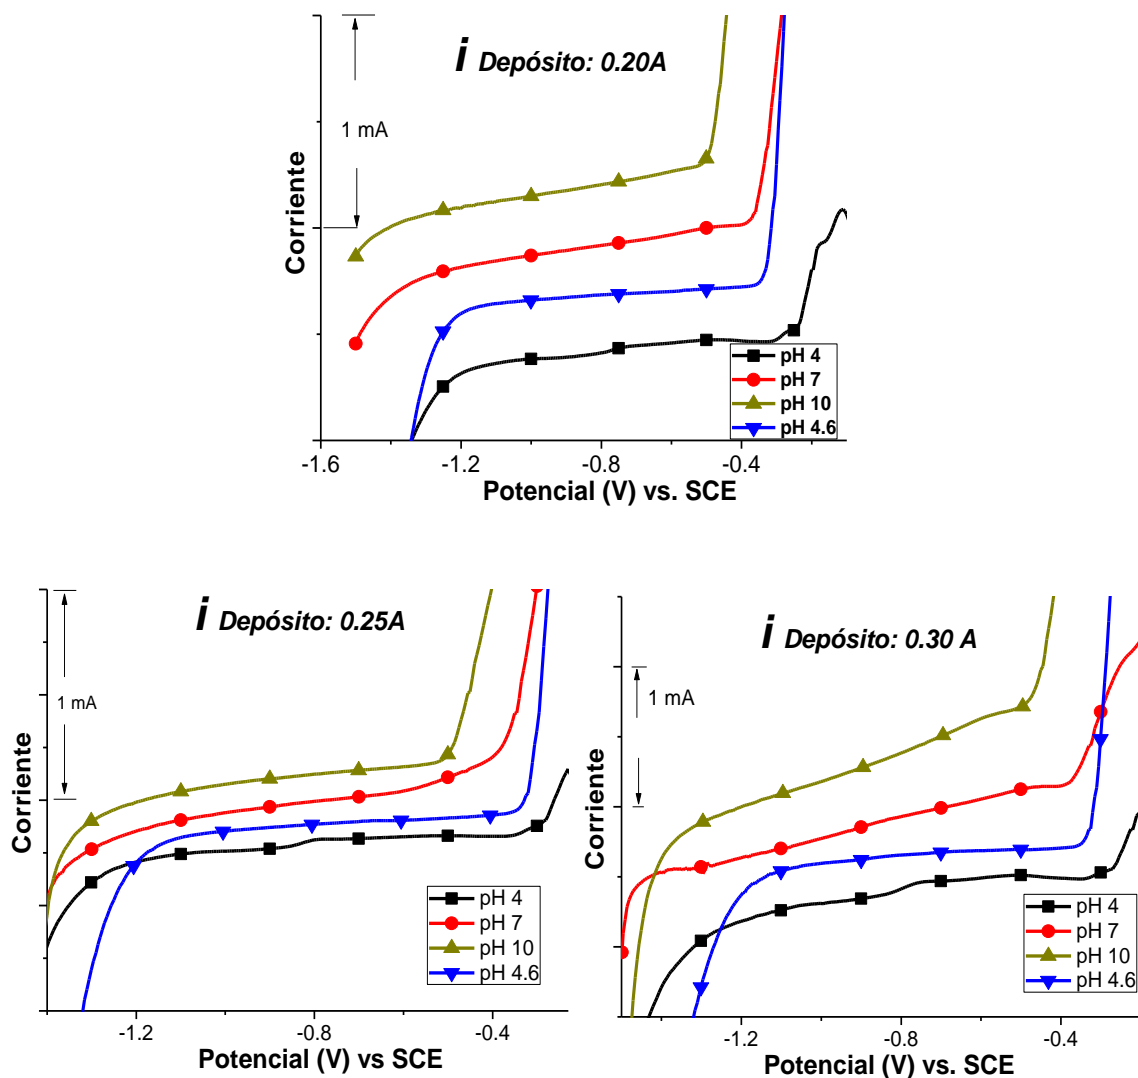 i Depósito: 0.20A
1 mA
Corriente
pH 4
pH 7
pH 10
pH 4.6
-1.6 -1.2 -0.8 -0.4
Potencial (V) vs. SCE
i Depósito: 0.25A
1 mA
Corriente
pH 4
pH 7
pH 10
pH 4.6
-1.2 -0.8 -0.4
Potencial (V) vs SCE
i Depósito: 0.30 A
1 mA
Corriente
pH 4
pH 7
pH 10
pH 4.6
-1.2 -0.8 -0.4
Potencial (V) vs. SCE